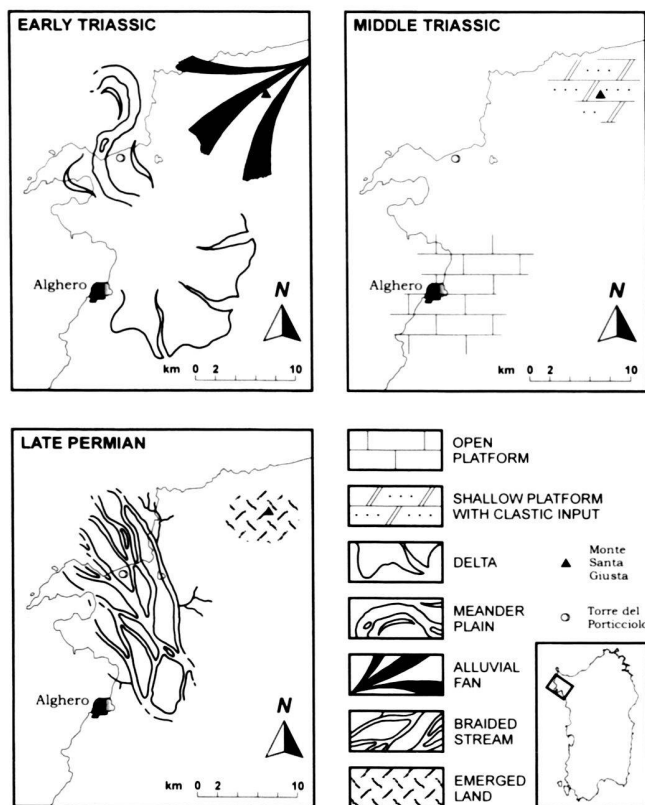 EARLY TRIASSIC
Alghero
N
km 0 2 10
MIDDLE TRIASSIC
Alghero
N
km 0 2 10
LATE PERMIAN
Alghero
N
km 0 2 10
OPEN
PLATFORM
SHALLOW PLATFORM
WITH CLASTIC INPUT
DELTA
MEANDER
PLAIN
ALLUVIAL
FAN
BRAIDED
STREAM
EMERGED
LAND
Monte
Santa
Giusta
Torre del
Porticciolo